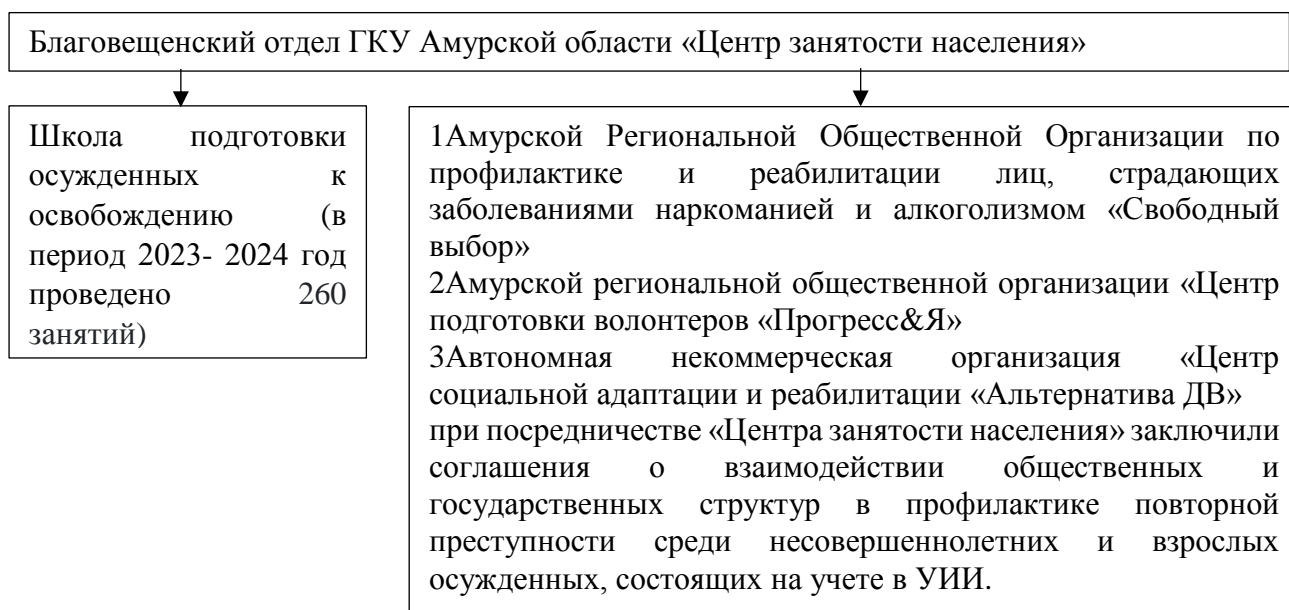 Благовещенский отдел ГКУ Амурской области «Центр занятости населения»
Школа подготовки
осужденных к
освобождению (в
период 2023- 2024 год
проведено 260
занятий)
1Амурской Региональной Общественной Организации по
профилактике и реабилитации лиц, страдающих
заболеваниями наркоманией и алкоголизмом «Свободный
выбор»
2Амурской региональной общественной организации «Центр
подготовки волонтеров «Прогресс&Я»
3Автономная некоммерческая организация «Центр
социальной адаптации и реабилитации «Альтернатива ДВ»
при посредничестве «Центра занятости населения» заключили
соглашения о взаимодействии общественных и
государственных структур в профилактике повторной
преступности среди несовершеннолетних и взрослых
осужденных, состоящих на учете в УИИ.